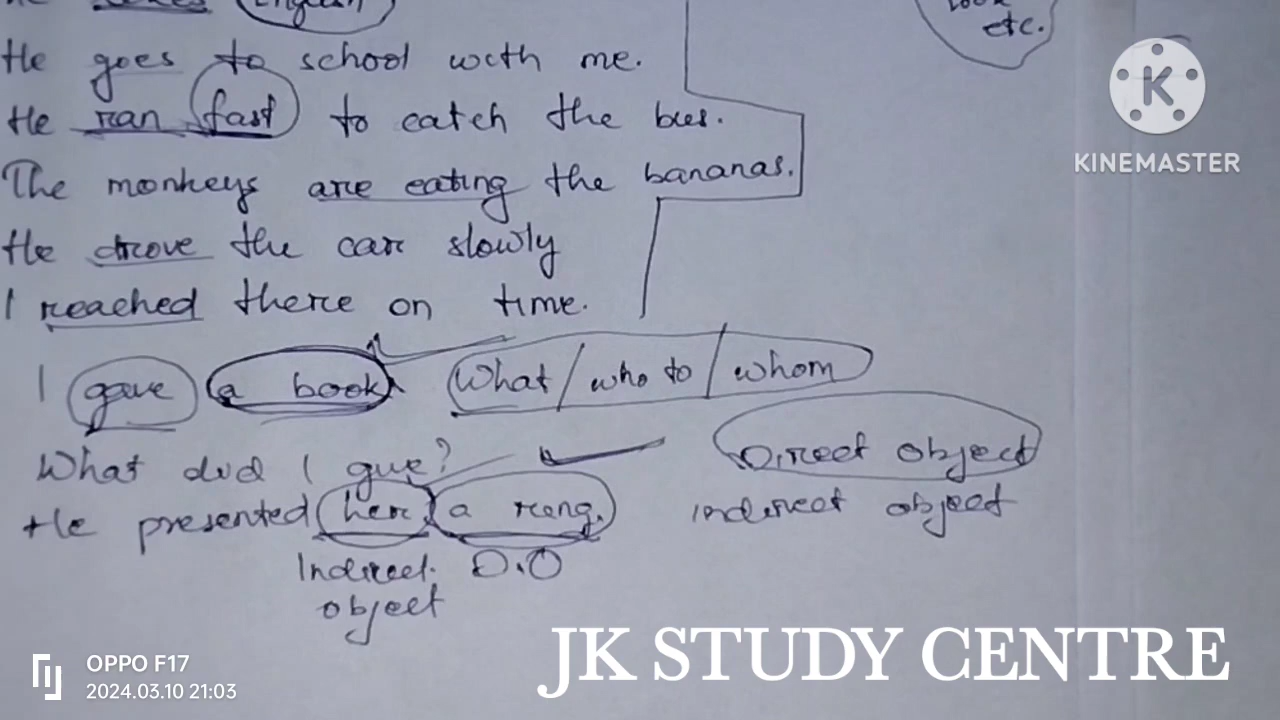 English
look
etc.
He goes to school with me.
He ran fast to catch the bus.
The monkeys are eating the bananas.
He drove the car slowly
I reached there on time.
I gave a book What / who to / whom
What did I give?
Direct object
He presented her a reing.
indirect object
Indirect D.O
object
K
KINEMASTER
OPPO F17
2024.03.10 21:03
JK STUDY CENTRE